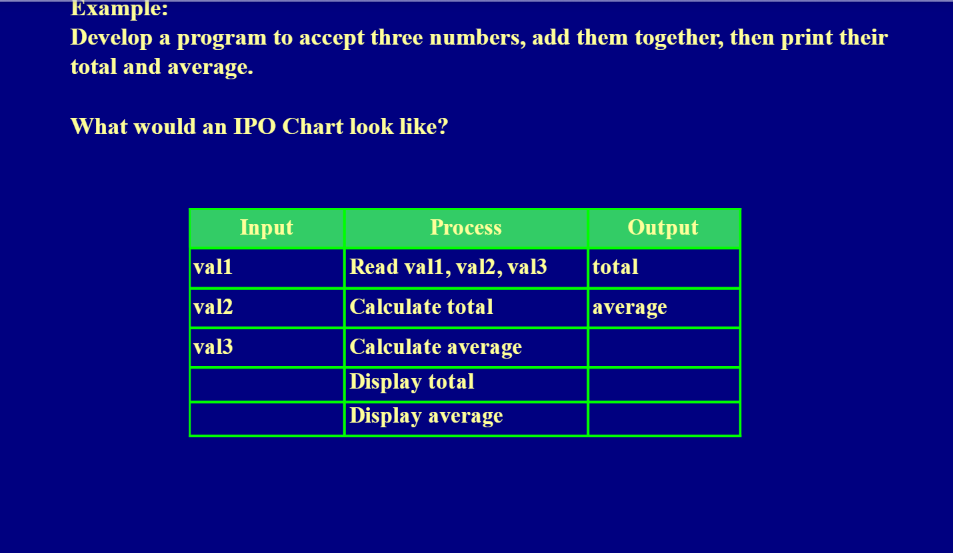 Example:
Develop a program to accept three numbers, add them together, then print their
total and average.
What would an IPO Chart look like?
Input Process Output
val1 Read val1, val2, val3 total
val2 Calculate total average
val3 Calculate average
Display total
Display average